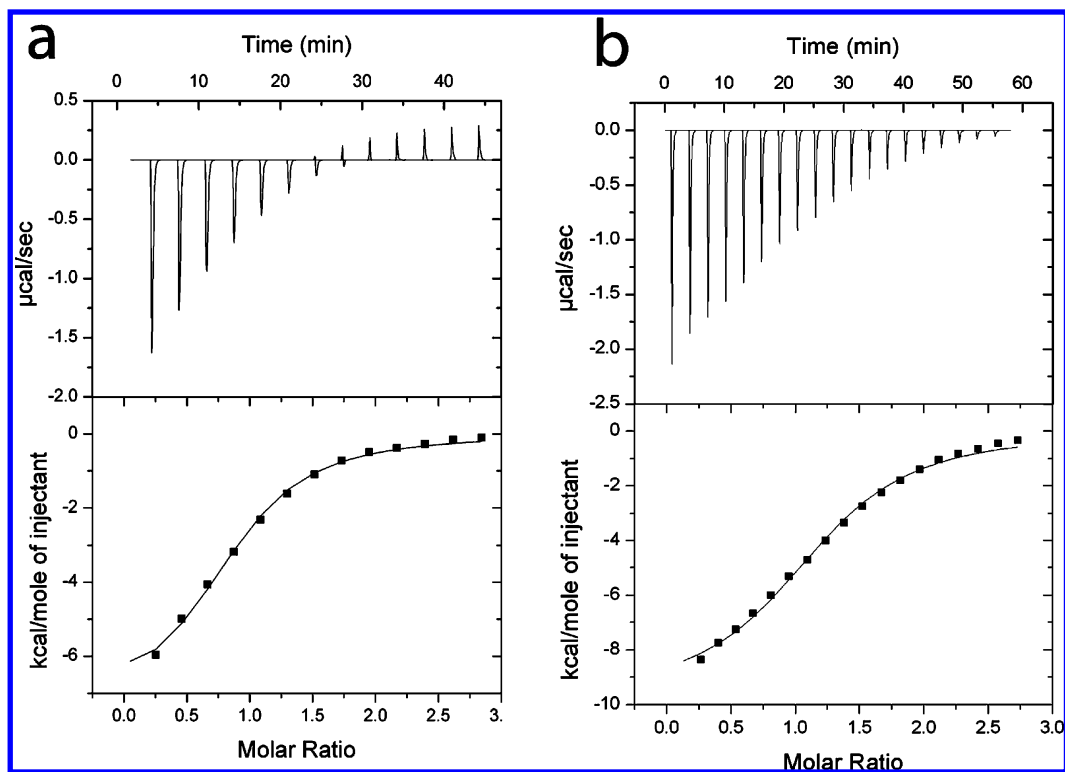 a
Time (min)
0 10 20 30 40
0.5
0.0
-0.5
-1.0
-1.5
-2.0
µcal/sec
0
-2
-4
-6
kcal/mole of injectant
0.0 0.5 1.0 1.5 2.0 2.5 3.
Molar Ratio
b
Time (min)
0 10 20 30 40 50 60
0.0
-0.5
-1.0
-1.5
-2.0
-2.5
µcal/sec
0
-2
-4
-6
-8
-10
kcal/mole of injectant
0.0 0.5 1.0 1.5 2.0 2.5 3.0
Molar Ratio